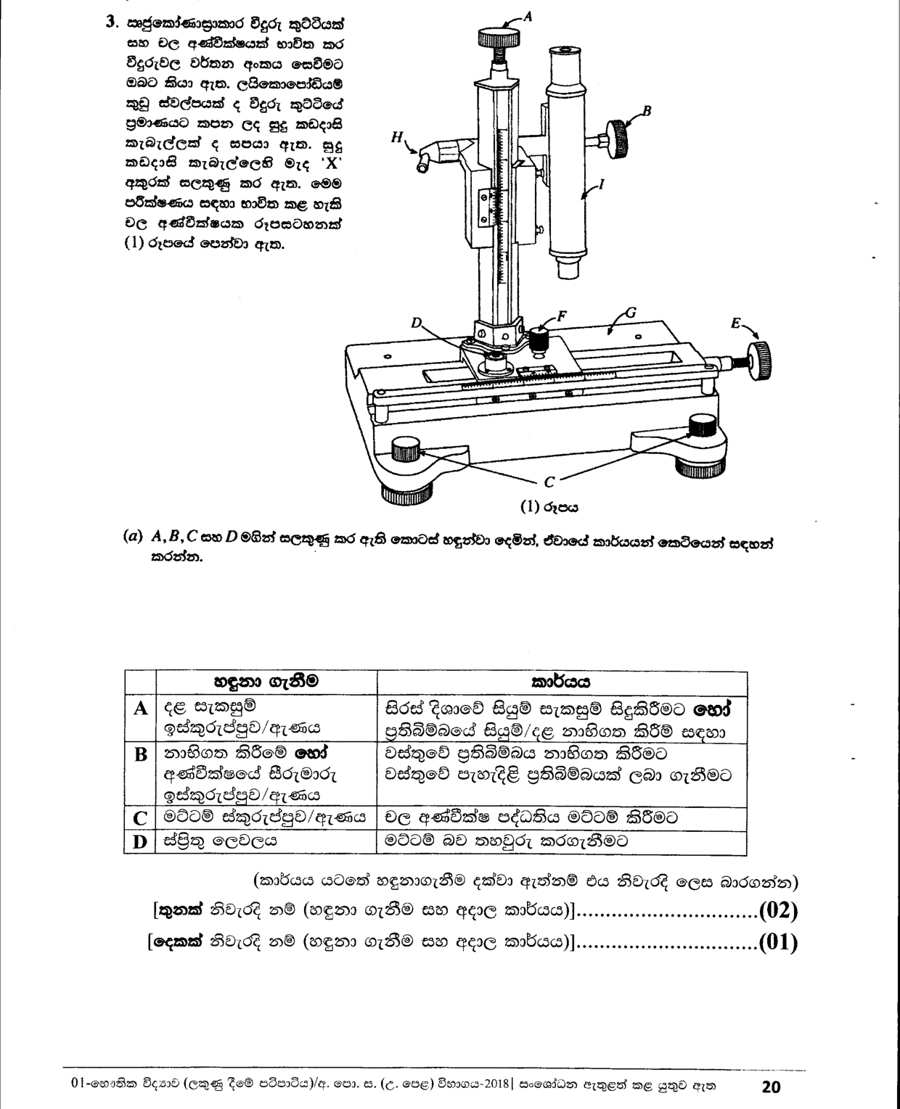 3. ඍජුකෝණාස්‍රාකාර වීදුරු කුට්ටියක්
සහ චල අණ්වීක්ෂයක් භාවිත කර
වීදුරුවල වර්තන අංකය සෙවීමට
ඔබට කියා ඇත. ලයිකොපෝඩියම්
කුඩු ස්වල්පයක් ද වීදුරු කුට්ටියේ
ප්‍රමාණයට කපන ලද සුදු කඩදාසි
කැබැල්ලක් ද සපයා ඇත. සුදු
කඩදාසි කැබැල්ලෙහි මැද 'X'
අකුරක් සලකුණු කර ඇත. මෙම
පරීක්ෂණය සඳහා භාවිත කළ හැකි
චල අණ්වීක්ෂයක රූපසටහනක්
(1) රූපයේ පෙන්වා ඇත.
A
B
H
I
D
F
G
E
C
(1) රූපය
(a) A, B, C සහ D මගින් සලකුණු කර ඇති කොටස් හඳුන්වා දෙමින්, ඒවායේ කාර්යයන් කෙටියෙන් සඳහන්
කරන්න.
හඳුනා ගැනීම කාර්යය
A දළ සැකසුම් සිරස් දිශාවේ සියුම් සැකසුම් සිදුකිරීමට හෝ
ඉස්කුරුප්පුව/ඇණය ප්‍රතිබිම්බයේ සියුම්/දළ නාභිගත කිරීම් සඳහා
B නාභිගත කිරීමේ හෝ වස්තුවේ ප්‍රතිබිම්බය නාභිගත කිරීමට
අණ්වීක්ෂයේ සීරුමාරු වස්තුවේ පැහැදිළි ප්‍රතිබිම්බයක් ලබා ගැනීමට
ඉස්කුරුප්පුව/ඇණය
C මට්ටම් ස්කුරුප්පුව/ඇණය චල අණ්වීක්ෂ පද්ධතිය මට්ටම් කිරීමට
D ස්ප්‍රිතු ලෙවලය මට්ටම් බව තහවුරු කරගැනීමට
(කාර්යය යටතේ හඳුනාගැනීම දක්වා ඇත්නම් එය නිවැරදි ලෙස බාරගන්න)
[තුනක් නිවැරදි නම් (හඳුනා ගැනීම සහ අදාල කාර්යය)]..............................(02)
[දෙකක් නිවැරදි නම් (හඳුනා ගැනීම සහ අදාල කාර්යය)]..............................(01)
01-භෞතික විද්‍යාව (ලකුණු දීමේ පටිපාටිය)/අ. පො. ස. (උ. පෙළ) විභාගය-2018| සංශෝධන ඇතුළත් කළ යුතුව ඇත 20